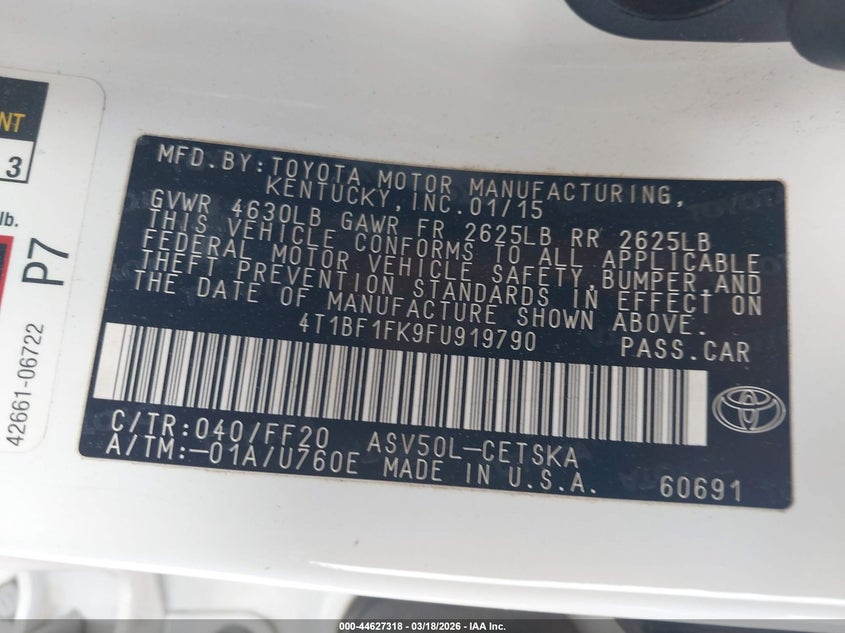 NT
3
lb.
P7
42661-06722
MFD.BY:TOYOTA MOTOR MANUFACTURING,
KENTUCKY,INC.01/15
GVWR 4630LB GAWR FR 2625LB RR 2625LB
THIS VEHICLE CONFORMS TO ALL APPLICABLE
FEDERAL MOTOR VEHICLE SAFETY,BUMPER,AND
THEFT PREVENTION STANDARDS IN EFFECT ON
THE DATE OF MANUFACTURE SHOWN ABOVE.
4T1BF1FK9FU919790 PASS.CAR
C/TR:040/FF20 ASV50L-CETSKA
A/TM:-01A/U760E MADE IN U.S.A. 60691
000-44627318 - 03/18/2026 - IAA Inc.